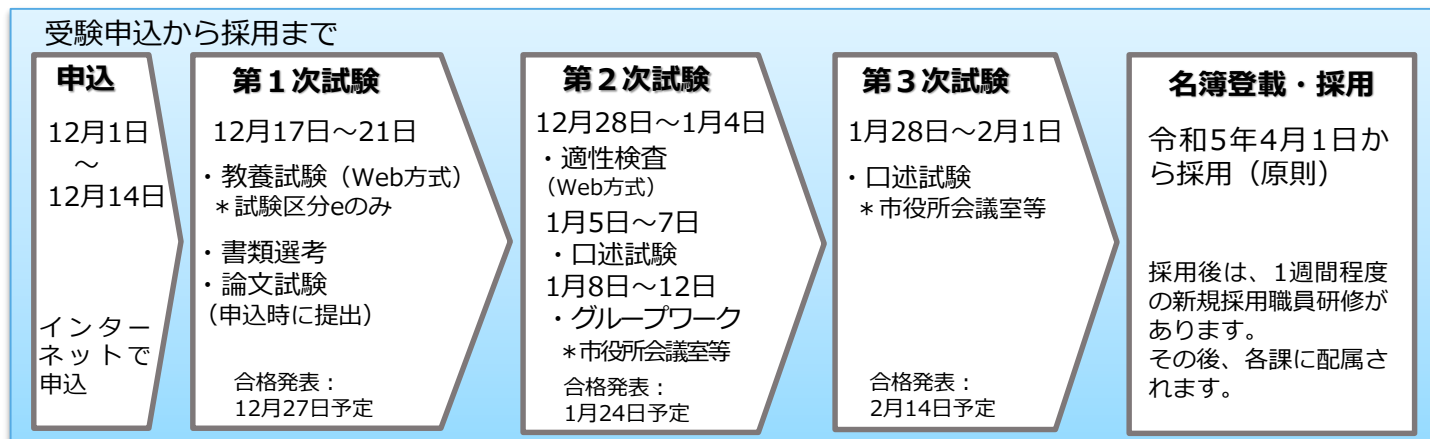 受験申込から採用まで
申込
12月1日
～
12月14日
インター
ネットで
申込
第１次試験
12月17日～21日
・教養試験（Web方式）
＊試験区分eのみ
・書類選考
・論文試験
（申込時に提出）
合格発表：
12月27日予定
第２次試験
12月28日～1月4日
・適性検査
（Web方式）
1月5日～7日
・口述試験
1月8日～12日
・グループワーク
＊市役所会議室等
合格発表：
1月24日予定
第３次試験
1月28日～2月1日
・口述試験
＊市役所会議室等
合格発表：
2月14日予定
名簿登載・採用
令和5年4月1日か
ら採用（原則）
採用後は、1週間程度
の新規採用職員研修が
あります。
その後、各課に配属さ
れます。